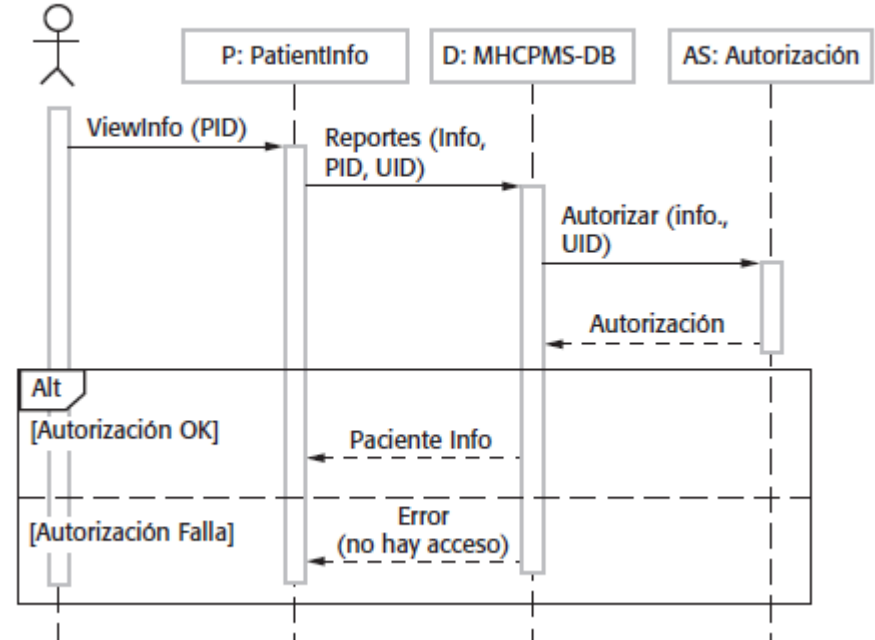 P: PatientInfo
D: MHCPMS-DB
AS: Autorización
ViewInfo (PID)
Reportes (Info,
PID, UID)
Autorizar (info.,
UID)
Autorización
Alt
[Autorización OK]
Paciente Info
[Autorización Falla]
Error
(no hay acceso)